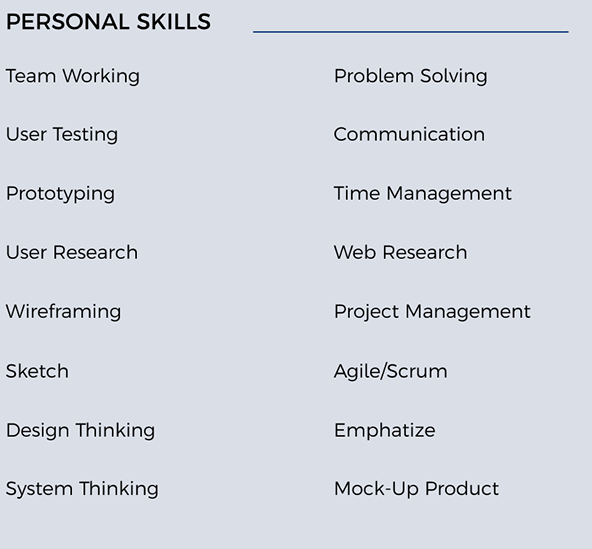 PERSONAL SKILLS
Team Working
Problem Solving
User Testing
Communication
Prototyping
Time Management
User Research
Web Research
Wireframing
Project Management
Sketch
Agile/Scrum
Design Thinking
Emphatize
System Thinking
Mock-Up Product